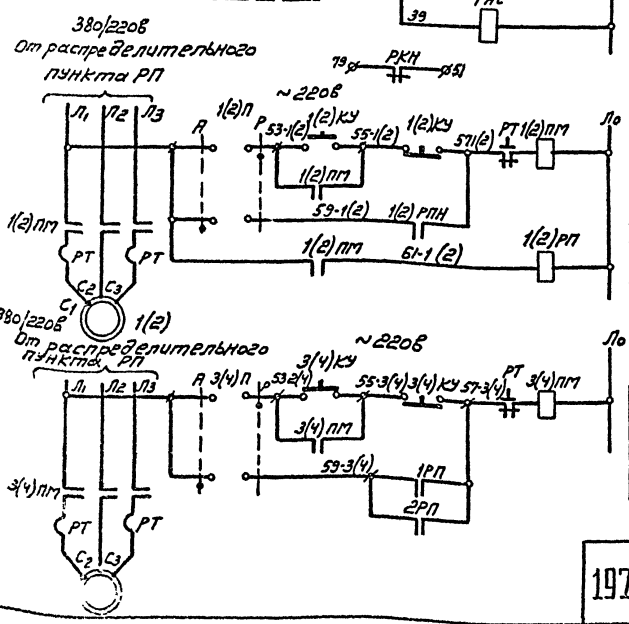 39
380/220в
От распределительного
пункта РП
79 РКН 51
~220в
Л₁ Л₂ Л₃ А 1(2)П Р 53-1(2) 1(2)КУ 55-1(2) 1(2)КУ 57-1(2) РТ 1(2)ПМ Ло
1(2)ПМ
59-1(2) 1(2)РПН
1(2)ПМ
1(2)ПМ 61-1(2) 1(2)РП
РТ РТ
С₁ С₂ С₃
1(2)
380/220в
От распределительного
пункта РП
~220в
Л₁ Л₂ Л₃ А 3(4)П Р 53-2(4) 3(4)КУ 55-3(4) 3(4)КУ 57-3(4) РТ 3(4)ПМ Ло
3(4)ПМ
59-3(4) 1РП
2РП
3(4)ПМ
РТ РТ
С₂ С₃
197